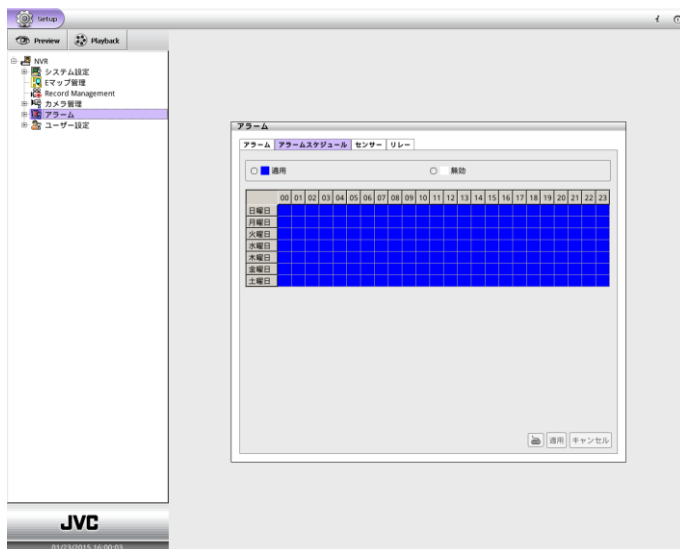 Setup
Preview Playback
NVR
システム設定
Eマップ管理
Record Management
カメラ管理
アラーム
ユーザー設定
アラーム
アラーム アラームスケジュール センサー リレー
適用 無効
00 01 02 03 04 05 06 07 08 09 10 11 12 13 14 15 16 17 18 19 20 21 22 23
日曜日
月曜日
火曜日
水曜日
木曜日
金曜日
土曜日
適用 キャンセル
JVC
01/23/2015 16:00:03